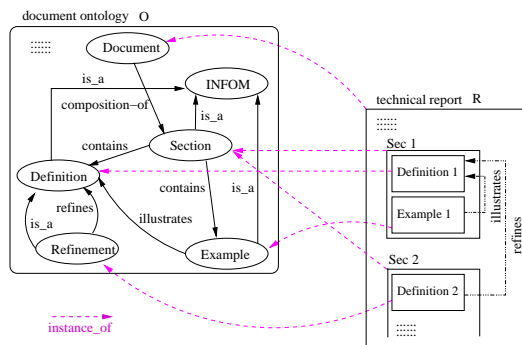 document ontology O
Document
is_a
INFOM
composition-of
is_a
contains
Section
Definition
contains
is_a
is_a
refines
illustrates
Refinement
Example
instance_of
technical report R
Sec 1
Definition 1
Example 1
illustrates
refines
Sec 2
Definition 2